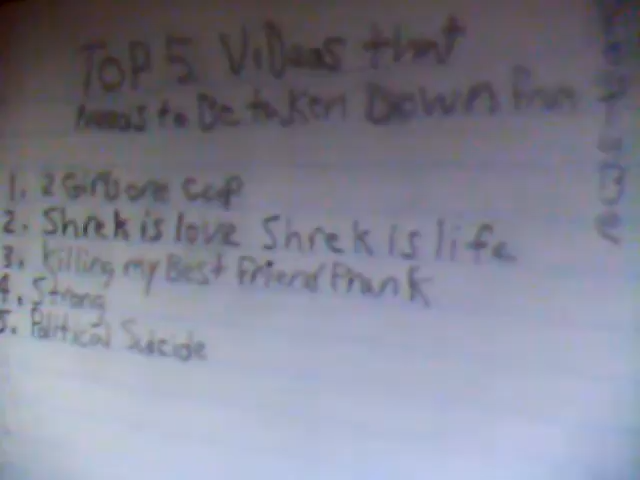 TOP 5 Videos that
needs to Be taken Down From
1. 2 Girls one cup
2. Shrek is love Shrek is life
3. Killing my Best Friend Prank
4. Strong
5. Political Suicide